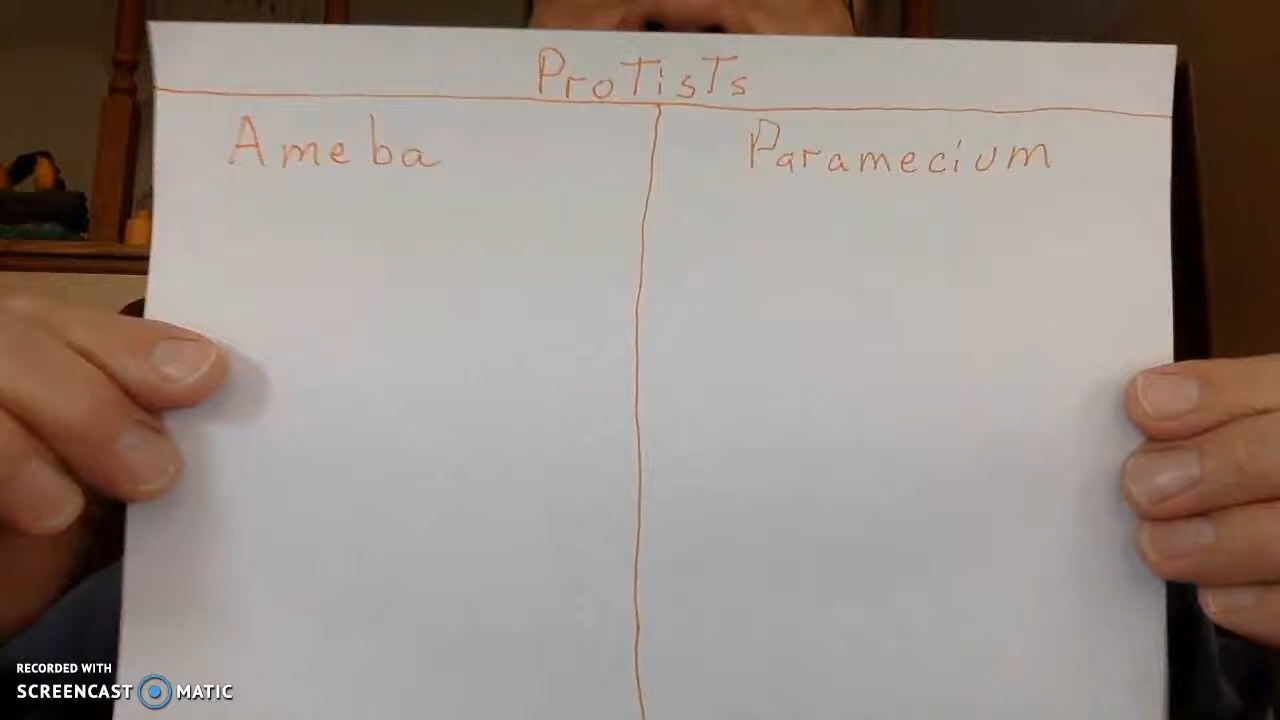 ProTisTs
Ameba
Paramecium
RECORDED WITH
SCREENCAST MATIC